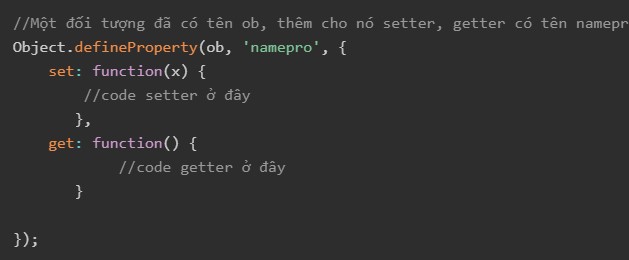 //Một đối tượng đã có tên ob, thêm cho nó setter, getter có tên namepr
Object.defineProperty(ob, 'namepro', {
set: function(x) {
//code setter ở đây
},
get: function() {
//code getter ở đây
}
});